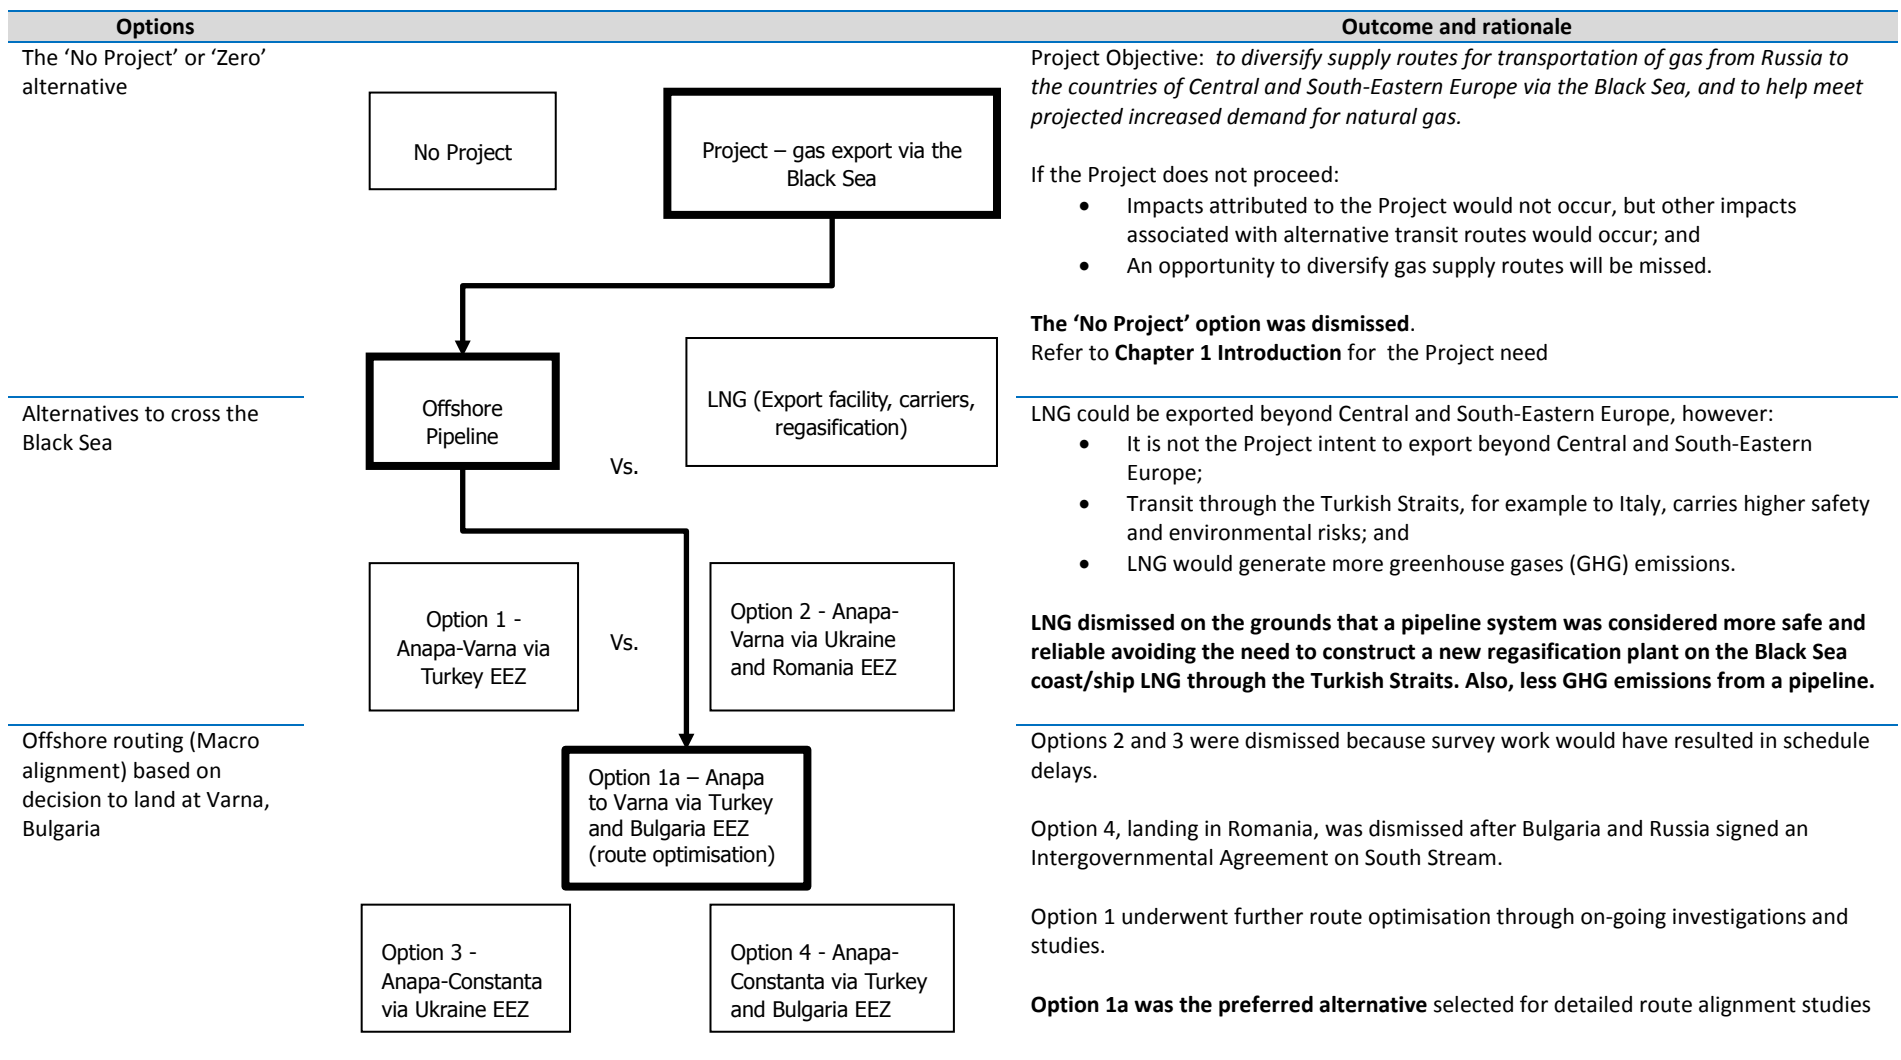 Options
Outcome and rationale
The ‘No Project’ or ‘Zero’
alternative
No Project
Project – gas export via the
Black Sea
Project Objective: to diversify supply routes for transportation of gas from Russia to
the countries of Central and South-Eastern Europe via the Black Sea, and to help meet
projected increased demand for natural gas.
If the Project does not proceed:
• Impacts attributed to the Project would not occur, but other impacts
associated with alternative transit routes would occur; and
• An opportunity to diversify gas supply routes will be missed.
The ‘No Project’ option was dismissed.
Refer to Chapter 1 Introduction for the Project need
Alternatives to cross the
Black Sea
Offshore
Pipeline
Vs.
LNG (Export facility, carriers,
regasification)
LNG could be exported beyond Central and South-Eastern Europe, however:
• It is not the Project intent to export beyond Central and South-Eastern
Europe;
• Transit through the Turkish Straits, for example to Italy, carries higher safety
and environmental risks; and
• LNG would generate more greenhouse gases (GHG) emissions.
LNG dismissed on the grounds that a pipeline system was considered more safe and
reliable avoiding the need to construct a new regasification plant on the Black Sea
coast/ship LNG through the Turkish Straits. Also, less GHG emissions from a pipeline.
Option 1 -
Anapa-Varna via
Turkey EEZ
Vs.
Option 2 - Anapa-
Varna via Ukraine
and Romania EEZ
Offshore routing (Macro
alignment) based on
decision to land at Varna,
Bulgaria
Option 1a – Anapa
to Varna via Turkey
and Bulgaria EEZ
(route optimisation)
Option 3 -
Anapa-Constanta
via Ukraine EEZ
Option 4 - Anapa-
Constanta via Turkey
and Bulgaria EEZ
Options 2 and 3 were dismissed because survey work would have resulted in schedule
delays.
Option 4, landing in Romania, was dismissed after Bulgaria and Russia signed an
Intergovernmental Agreement on South Stream.
Option 1 underwent further route optimisation through on-going investigations and
studies.
Option 1a was the preferred alternative selected for detailed route alignment studies